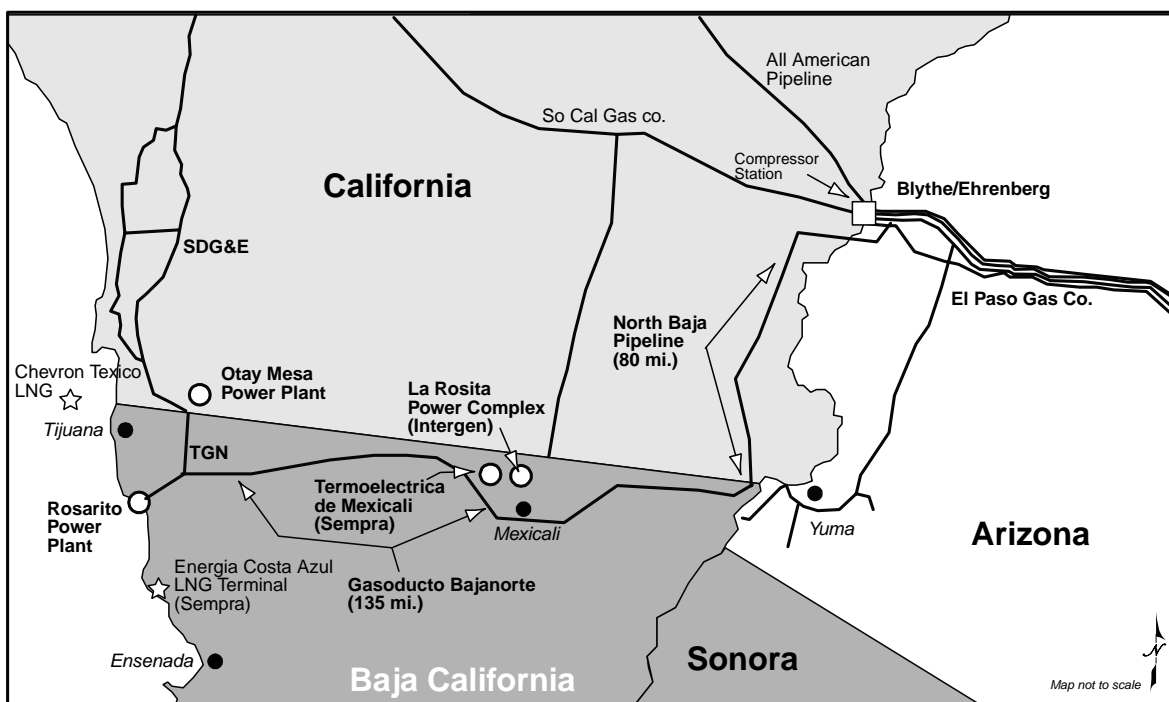 All American
Pipeline
So Cal Gas co.
Compressor
Station
California
Blythe/Ehrenberg
SDG&E
El Paso Gas Co.
North Baja
Pipeline
(80 mi.)
Chevron Texico
LNG
Otay Mesa
Power Plant
La Rosita
Power Complex
(Intergen)
Tijuana
TGN
Termoelectrica
de Mexicali
(Sempra)
Rosarito
Power
Plant
Mexicali
Yuma
Arizona
Energia Costa Azul
LNG Terminal
(Sempra)
Gasoducto Bajanorte
(135 mi.)
Ensenada
Baja California
Sonora
N
Map not to scale